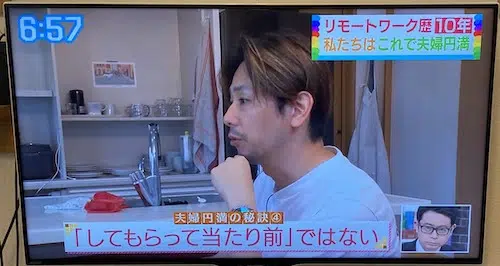 6:57
リモートワーク歴10年
私たちはこれで夫婦円満
夫婦円満の秘訣④
「してもらって当たり前」ではない